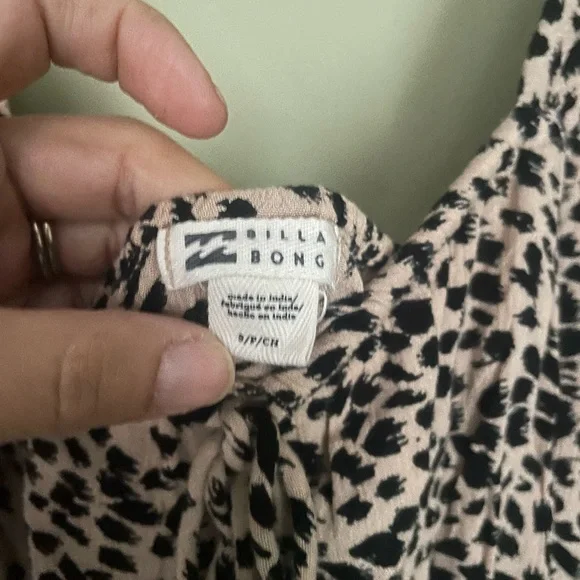 BILLA
BONG
made in India/
fabriqué en Inde/
hecho en India
S/P/CH